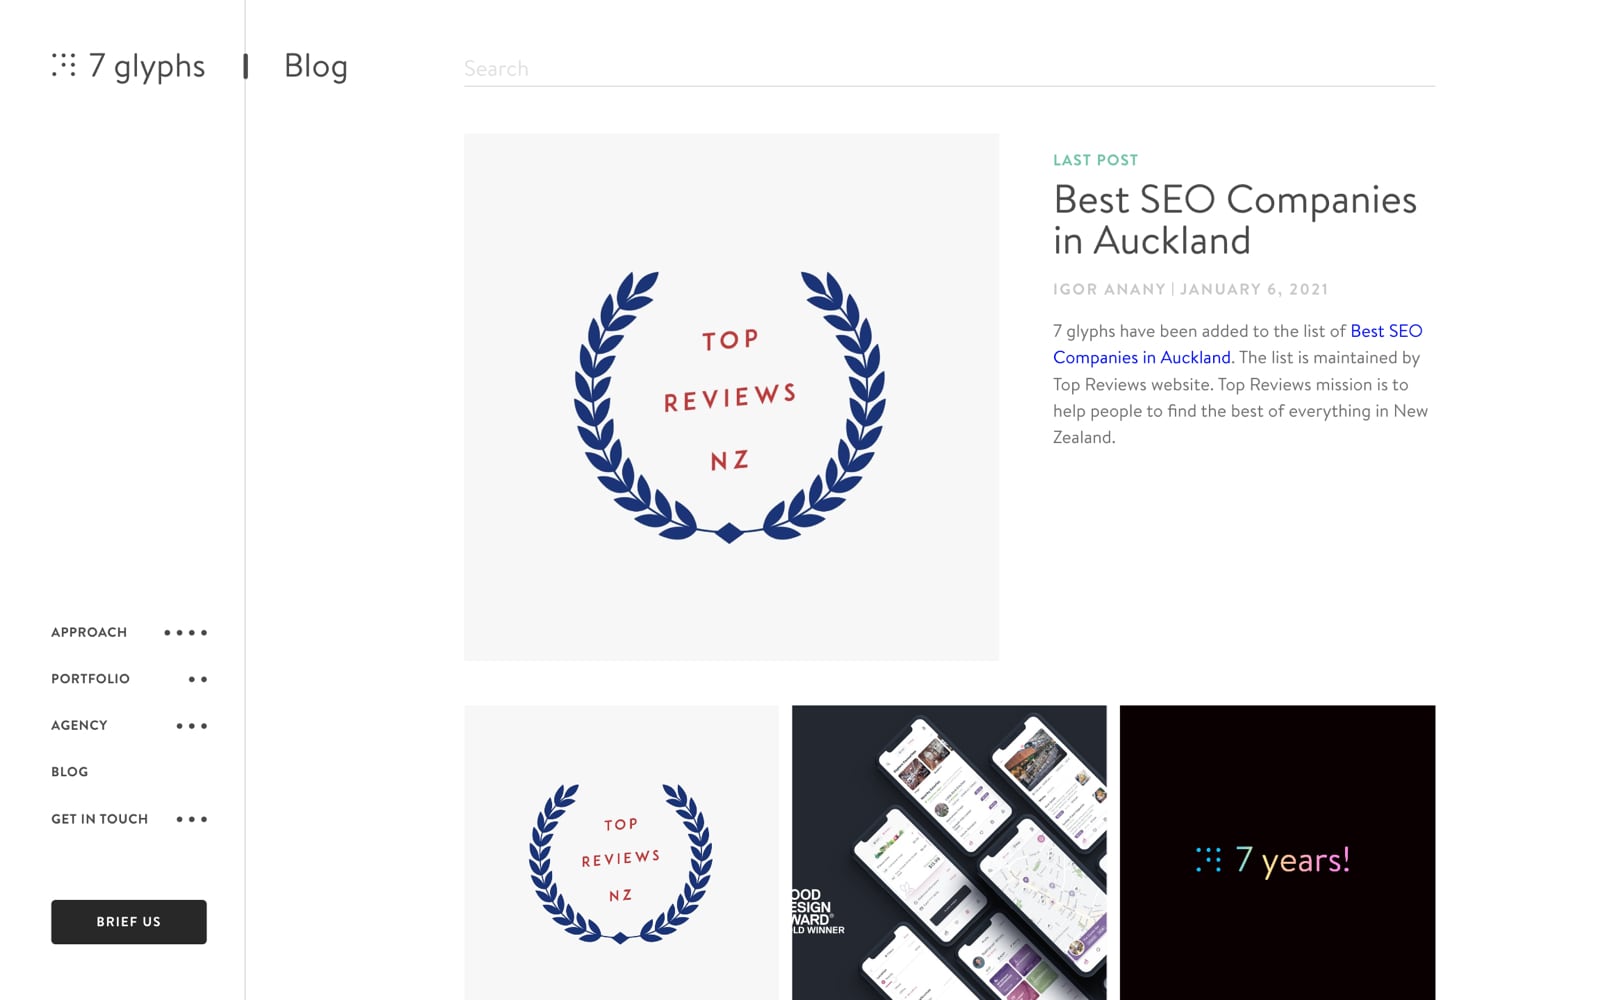 7 glyphs
Blog
Search
TOP
REVIEWS
NZ
LAST POST
Best SEO Companies
in Auckland
IGOR ANANY | JANUARY 6, 2021
7 glyphs have been added to the list of Best SEO
Companies in Auckland. The list is maintained by
Top Reviews website. Top Reviews mission is to
help people to find the best of everything in New
Zealand.
APPROACH
PORTFOLIO
AGENCY
BLOG
GET IN TOUCH
BRIEF US
TOP
REVIEWS
NZ
OOD
ESIGN
WARD®
LD WINNER
7 years!